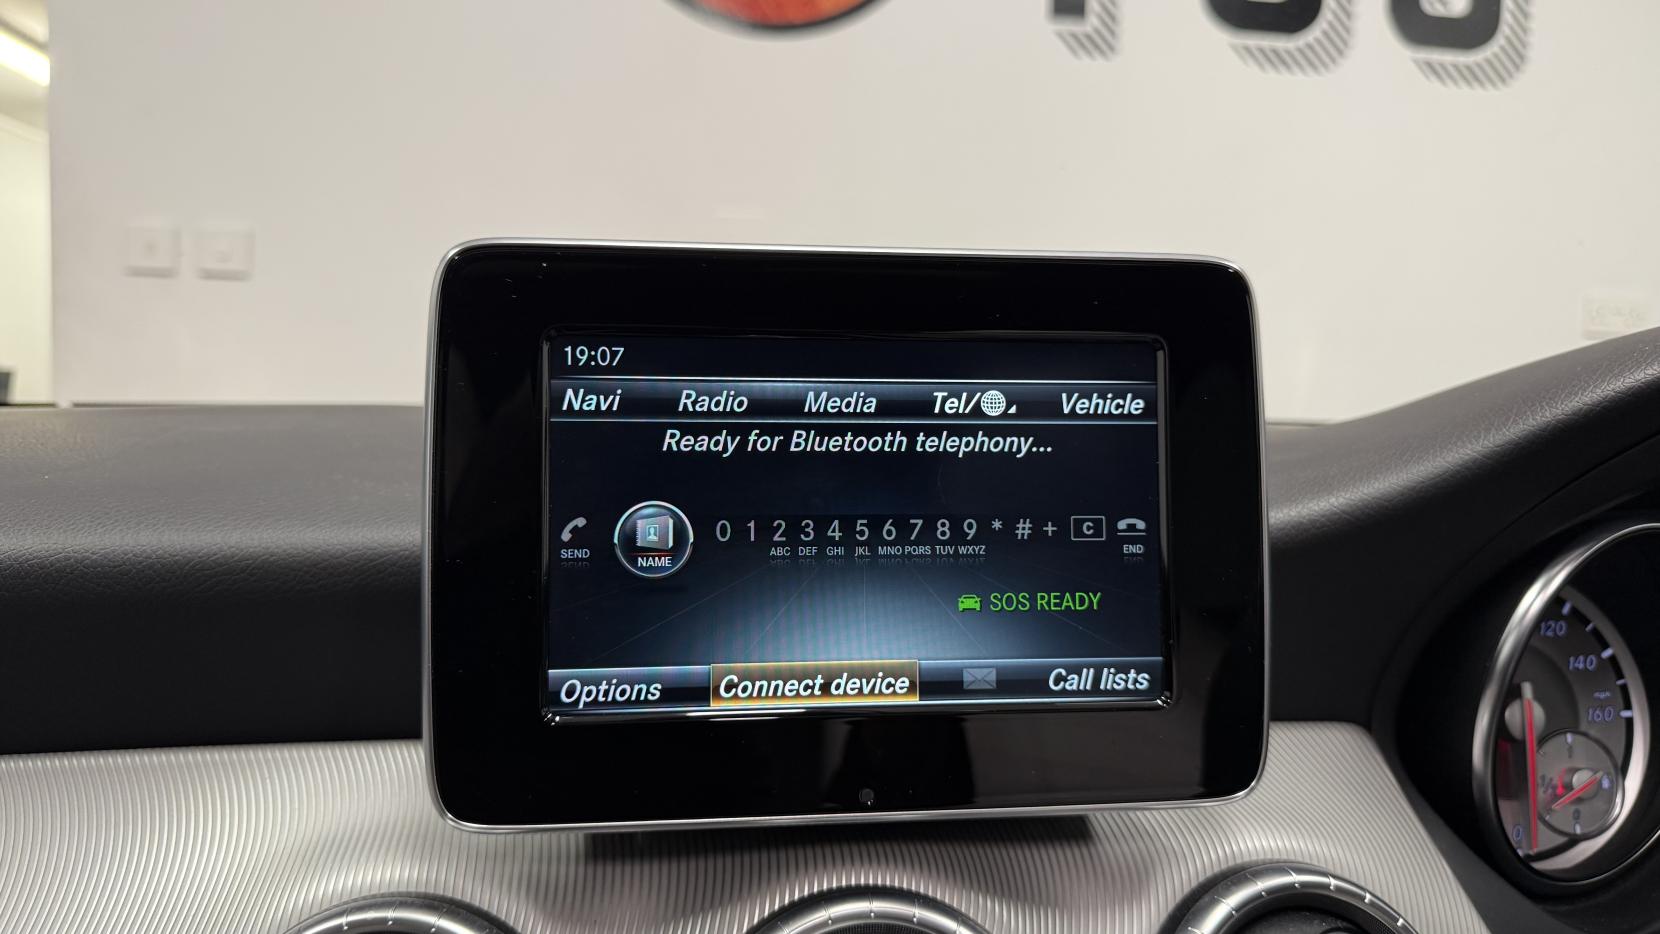 19:07
Navi Radio Media Tel/ Vehicle
Ready for Bluetooth telephony...
0 1 2 3 4 5 6 7 8 9 * # + C
ABC DEF GHI JKL MNO PQRS TUV WXYZ
SEND NAME END
SOS READY
Options Connect device Call lists
120
140
mph
160
0